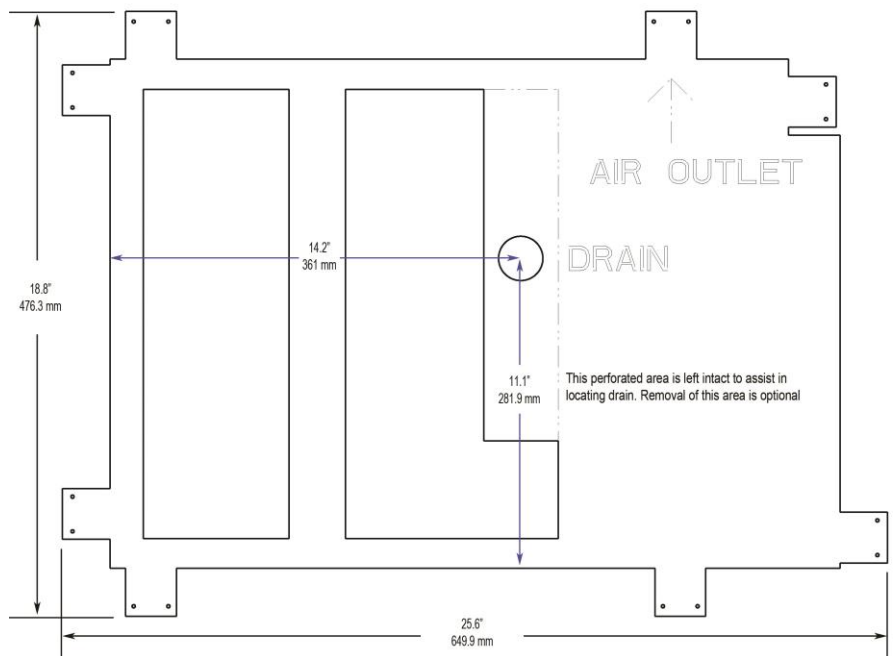 AIR OUTLET
14.2"
361 mm
DRAIN
18.8"
476.3 mm
11.1"
281.9 mm
This perforated area is left intact to assist in
locating drain. Removal of this area is optional
25.6"
649.9 mm